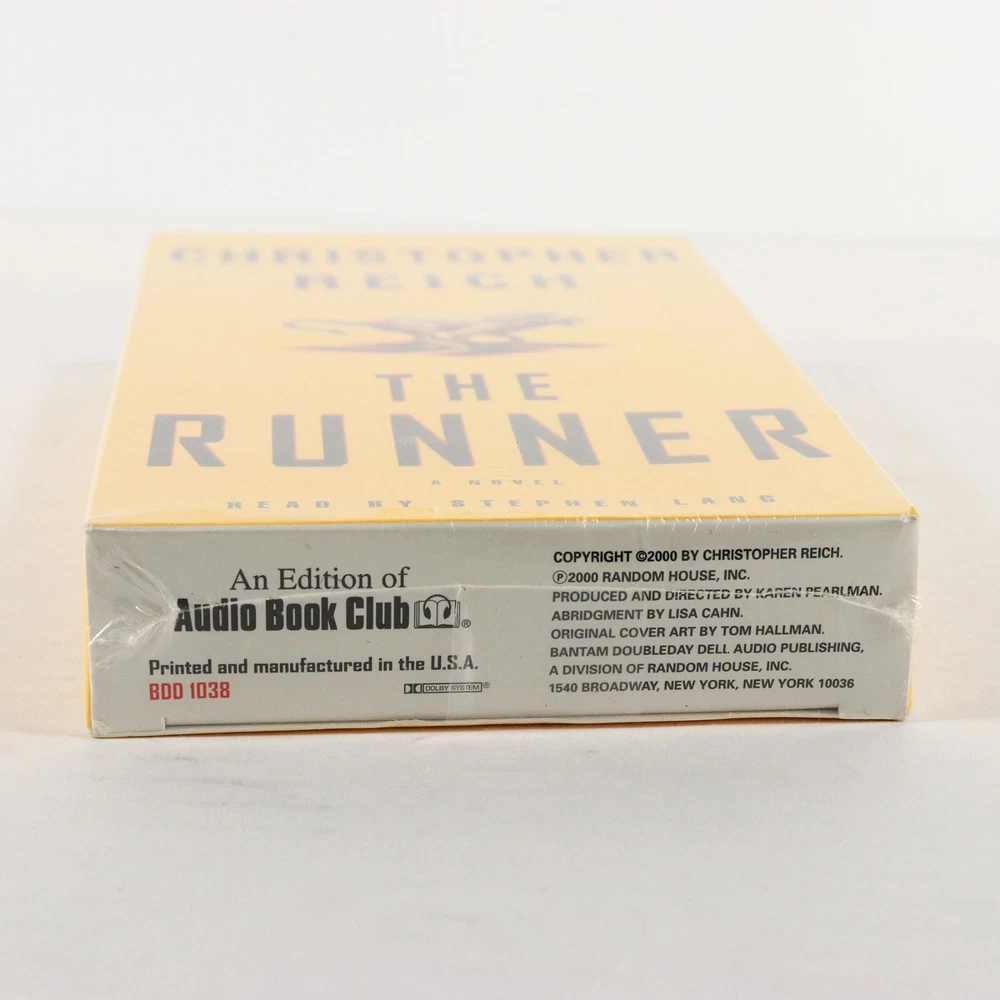 CHRISTOPHER
REICH
THE
RUNNER
A NOVEL
READ BY STEPHEN LANG
An Edition of
Audio Book Club®
Printed and manufactured in the U.S.A.
BDD 1038
DOLBY SYSTEM®
COPYRIGHT ©2000 BY CHRISTOPHER REICH.
℗2000 RANDOM HOUSE, INC.
PRODUCED AND DIRECTED BY KAREN PEARLMAN.
ABRIDGMENT BY LISA CAHN.
ORIGINAL COVER ART BY TOM HALLMAN.
BANTAM DOUBLEDAY DELL AUDIO PUBLISHING,
A DIVISION OF RANDOM HOUSE, INC.
1540 BROADWAY, NEW YORK, NEW YORK 10036